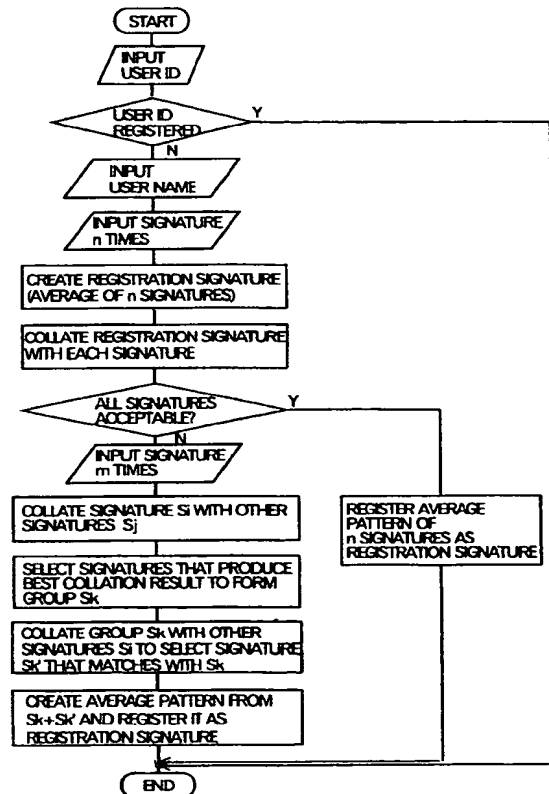 START
INPUT
USER ID
USER ID
REGISTERED
Y
N
INPUT
USER NAME
INPUT SIGNATURE
n TIMES
CREATE REGISTRATION SIGNATURE
(AVERAGE OF n SIGNATURES)
COLLATE REGISTRATION SIGNATURE
WITH EACH SIGNATURE
ALL SIGNATURES
ACCEPTABLE?
Y
N
INPUT SIGNATURE
m TIMES
COLLATE SIGNATURE Si WITH OTHER
SIGNATURES Sj
REGISTER AVERAGE
PATTERN OF
n SIGNATURES AS
REGISTRATION SIGNATURE
SELECT SIGNATURES THAT PRODUCE
BEST COLLATION RESULT TO FORM
GROUP Sk
COLLATE GROUP Sk WITH OTHER
SIGNATURES Si TO SELECT SIGNATURE
Sk' THAT MATCHES WITH Sk
CREATE AVERAGE PATTERN FROM
Sk+Sk' AND REGISTER IT AS
REGISTRATION SIGNATURE
END